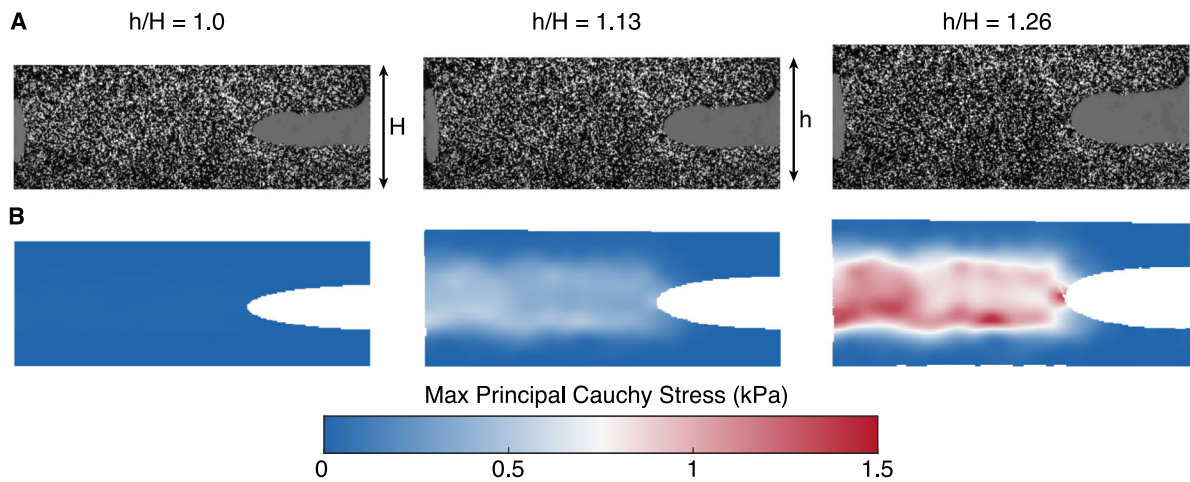 A
h/H = 1.0
h/H = 1.13
h/H = 1.26
H
h
B
Max Principal Cauchy Stress (kPa)
0
0.5
1
1.5